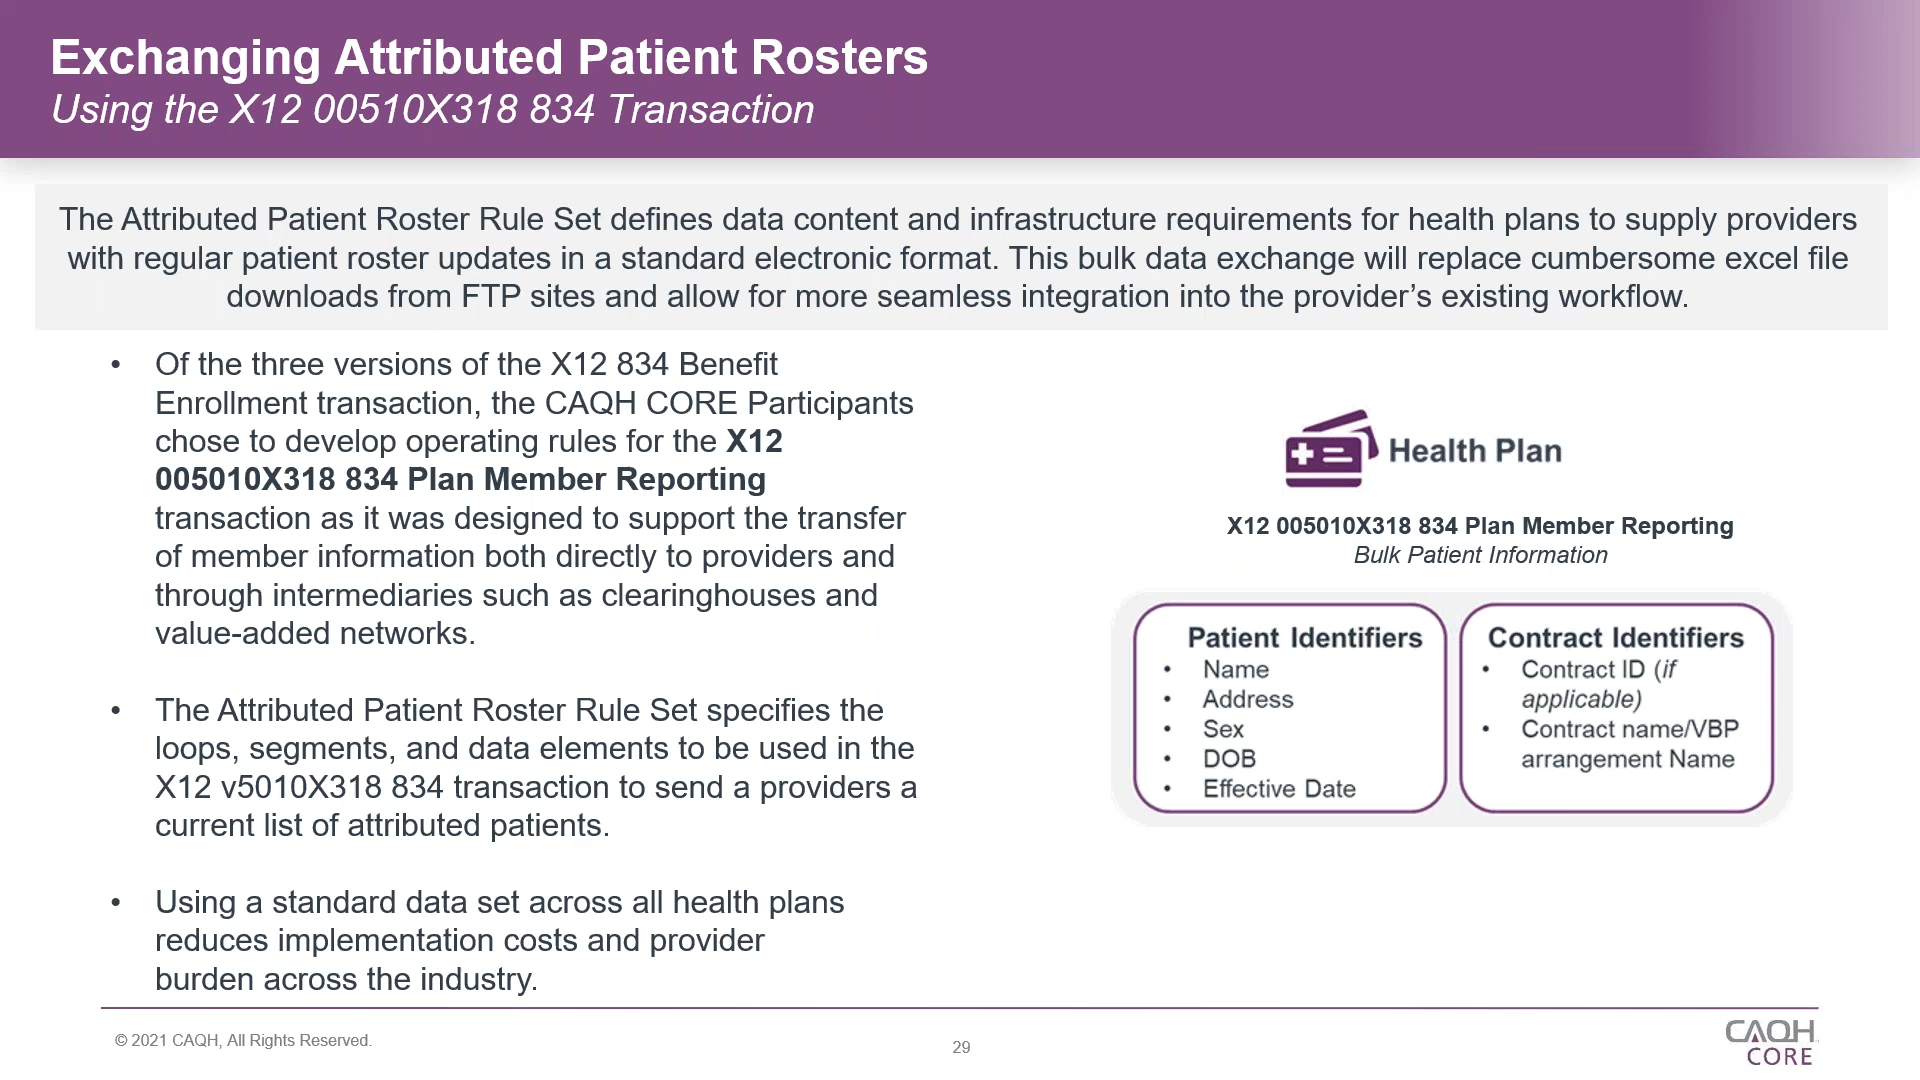 Exchanging Attributed Patient Rosters
Using the X12 00510X318 834 Transaction
The Attributed Patient Roster Rule Set defines data content and infrastructure requirements for health plans to supply providers
with regular patient roster updates in a standard electronic format. This bulk data exchange will replace cumbersome excel file
downloads from FTP sites and allow for more seamless integration into the provider’s existing workflow.
• Of the three versions of the X12 834 Benefit
Enrollment transaction, the CAQH CORE Participants
chose to develop operating rules for the X12
005010X318 834 Plan Member Reporting
transaction as it was designed to support the transfer
of member information both directly to providers and
through intermediaries such as clearinghouses and
value-added networks.
• The Attributed Patient Roster Rule Set specifies the
loops, segments, and data elements to be used in the
X12 v5010X318 834 transaction to send a providers a
current list of attributed patients.
• Using a standard data set across all health plans
reduces implementation costs and provider
burden across the industry.
Health Plan
X12 005010X318 834 Plan Member Reporting
Bulk Patient Information
Patient Identifiers
• Name
• Address
• Sex
• DOB
• Effective Date
Contract Identifiers
• Contract ID (if
applicable)
• Contract name/VBP
arrangement Name
© 2021 CAQH, All Rights Reserved.
29
CAQH
CORE